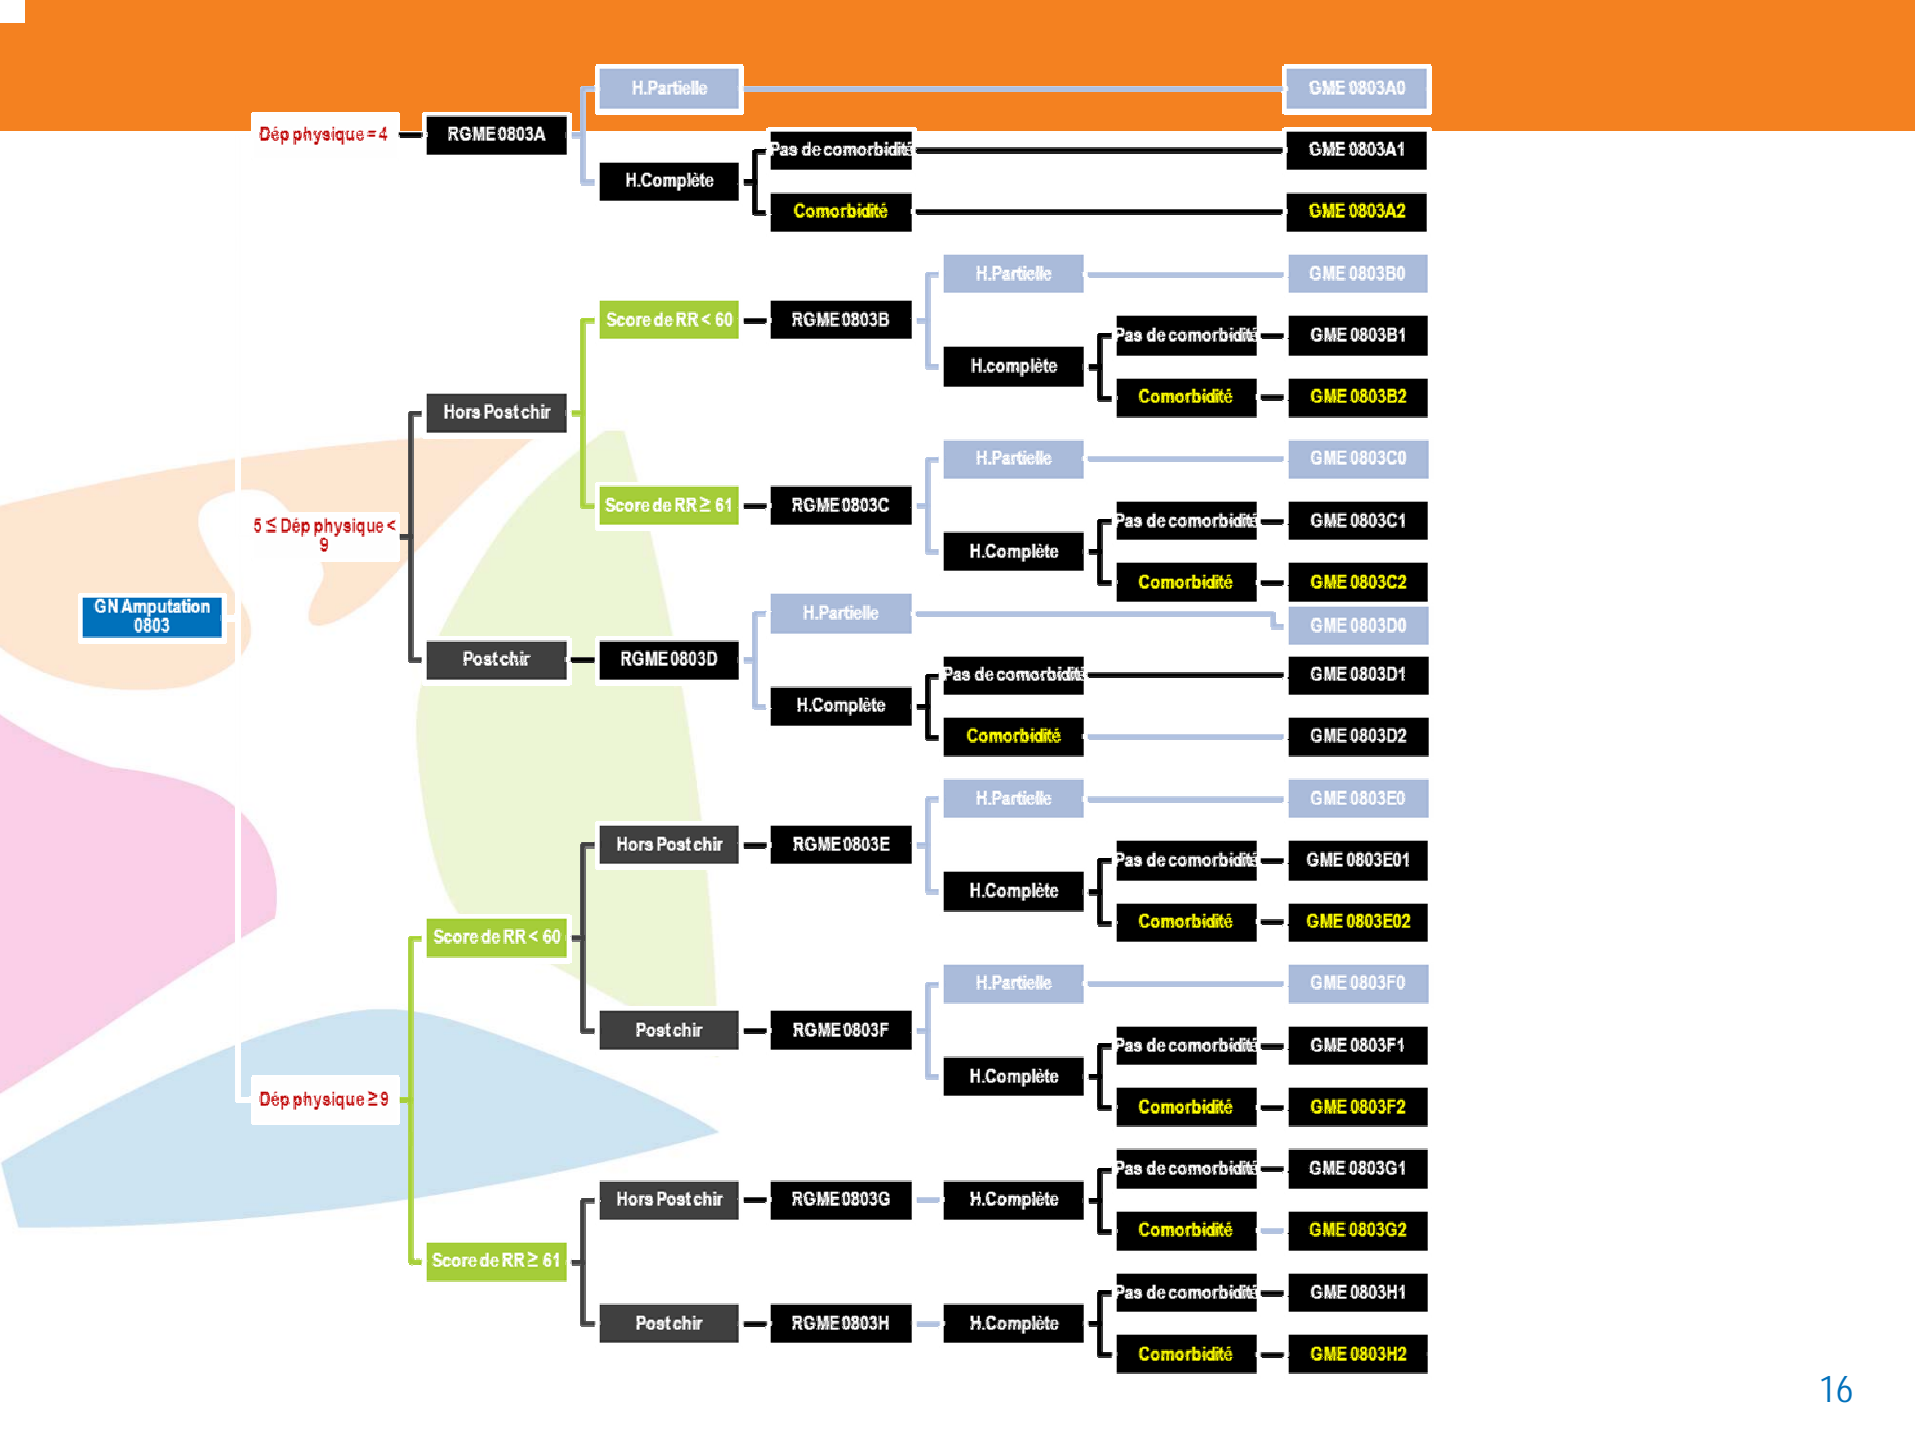 H.Partielle
GME 0803A0
Dép physique = 4
RGME 0803A
Pas de comorbidité
GME 0803A1
H.Complète
Comorbidité
GME 0803A2
H.Partielle
GME 0803B0
Score de RR < 60
RGME 0803B
Pas de comorbidité
GME 0803B1
H.complète
Comorbidité
GME 0803B2
Hors Post chir
H.Partielle
GME 0803C0
Score de RR ≥ 61
RGME 0803C
Pas de comorbidité
GME 0803C1
5 ≤ Dép physique <
9
H.Complète
Comorbidité
GME 0803C2
GN Amputation
0803
H.Partielle
GME 0803D0
Post chir
RGME 0803D
Pas de comorbidité
GME 0803D1
H.Complète
Comorbidité
GME 0803D2
H.Partielle
GME 0803E0
Hors Post chir
RGME 0803E
Pas de comorbidité
GME 0803E01
H.Complète
Comorbidité
GME 0803E02
Score de RR < 60
H.Partielle
GME 0803F0
Post chir
RGME 0803F
Pas de comorbidité
GME 0803F1
H.Complète
Comorbidité
GME 0803F2
Dép physique ≥ 9
Pas de comorbidité
GME 0803G1
Hors Post chir
RGME 0803G
H.Complète
Comorbidité
GME 0803G2
Score de RR ≥ 61
Pas de comorbidité
GME 0803H1
Post chir
RGME 0803H
H.Complète
Comorbidité
GME 0803H2
16